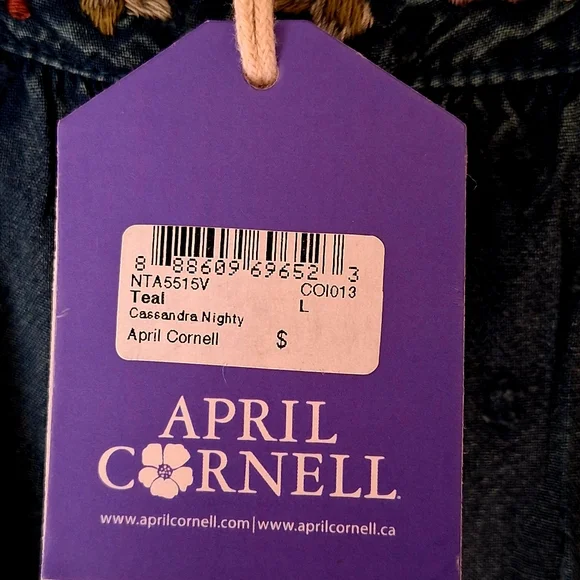 8 88609 69652 3
NTA5515V COI013
Teal L
Cassandra Nighty
April Cornell $
APRIL
CORNELL
www.aprilcornell.com | www.aprilcornell.ca